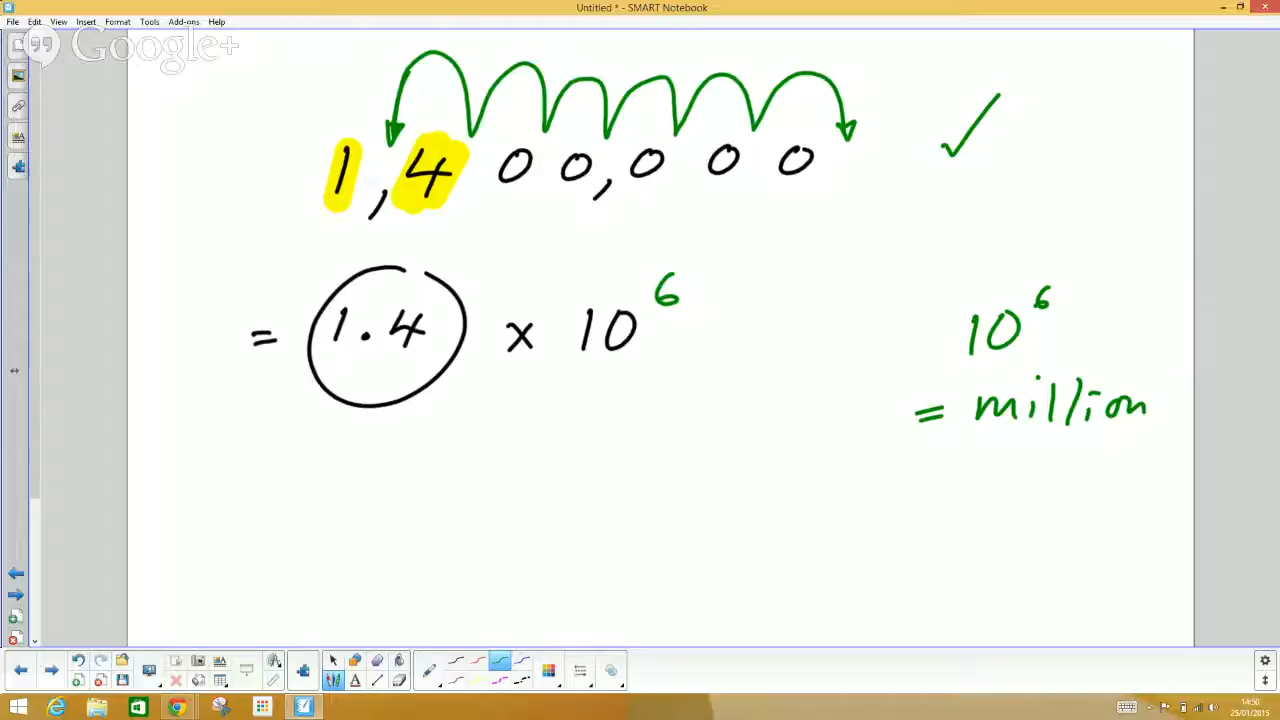 Untitled * - SMART Notebook
File Edit View Insert Format Tools Add-ons Help
Google+
1,400,000
= 1.4 x 10⁶
10⁶
= million
14:50
25/01/2015